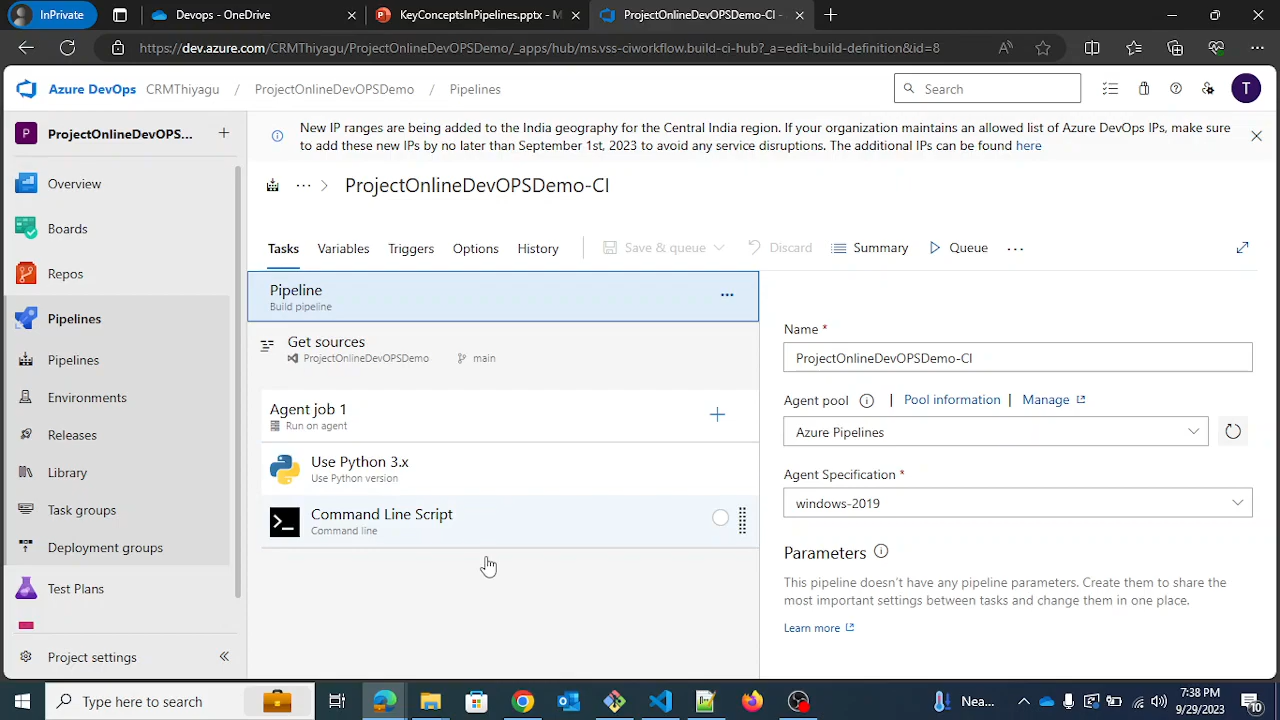 InPrivate
Devops - OneDrive
KeyConceptsInPipelines.pptx - M
ProjectOnlineDevOPSDemo-CI -
https://dev.azure.com/CRMThiyagu/ProjectOnlineDevOPSDemo/_apps/hub/ms.vss-ciworkflow.build-ci-hub?_a=edit-build-definition&id=8
Azure DevOps CRMThiyagu / ProjectOnlineDevOPSDemo / Pipelines
Search
T
P ProjectOnlineDevOPS...
New IP ranges are being added to the India geography for the Central India region. If your organization maintains an allowed list of Azure DevOps IPs, make sure
to add these new IPs by no later than September 1st, 2023 to avoid any service disruptions. The additional IPs can be found here
Overview
Boards
Repos
Pipelines
Pipelines
Environments
Releases
Library
Task groups
Deployment groups
Test Plans
Project settings
ProjectOnlineDevOPSDemo-CI
Tasks Variables Triggers Options History Save & queue Discard Summary Queue
Pipeline
Build pipeline
Get sources
ProjectOnlineDevOPSDemo main
Agent job 1
Run on agent
Use Python 3.x
Use Python version
Command Line Script
Command line
Name *
ProjectOnlineDevOPSDemo-CI
Agent pool | Pool information | Manage
Azure Pipelines
Agent Specification *
windows-2019
Parameters
This pipeline doesn't have any pipeline parameters. Create them to share the
most important settings between tasks and change them in one place.
Learn more
Type here to search
Nea...
7:38 PM
9/29/2023
10